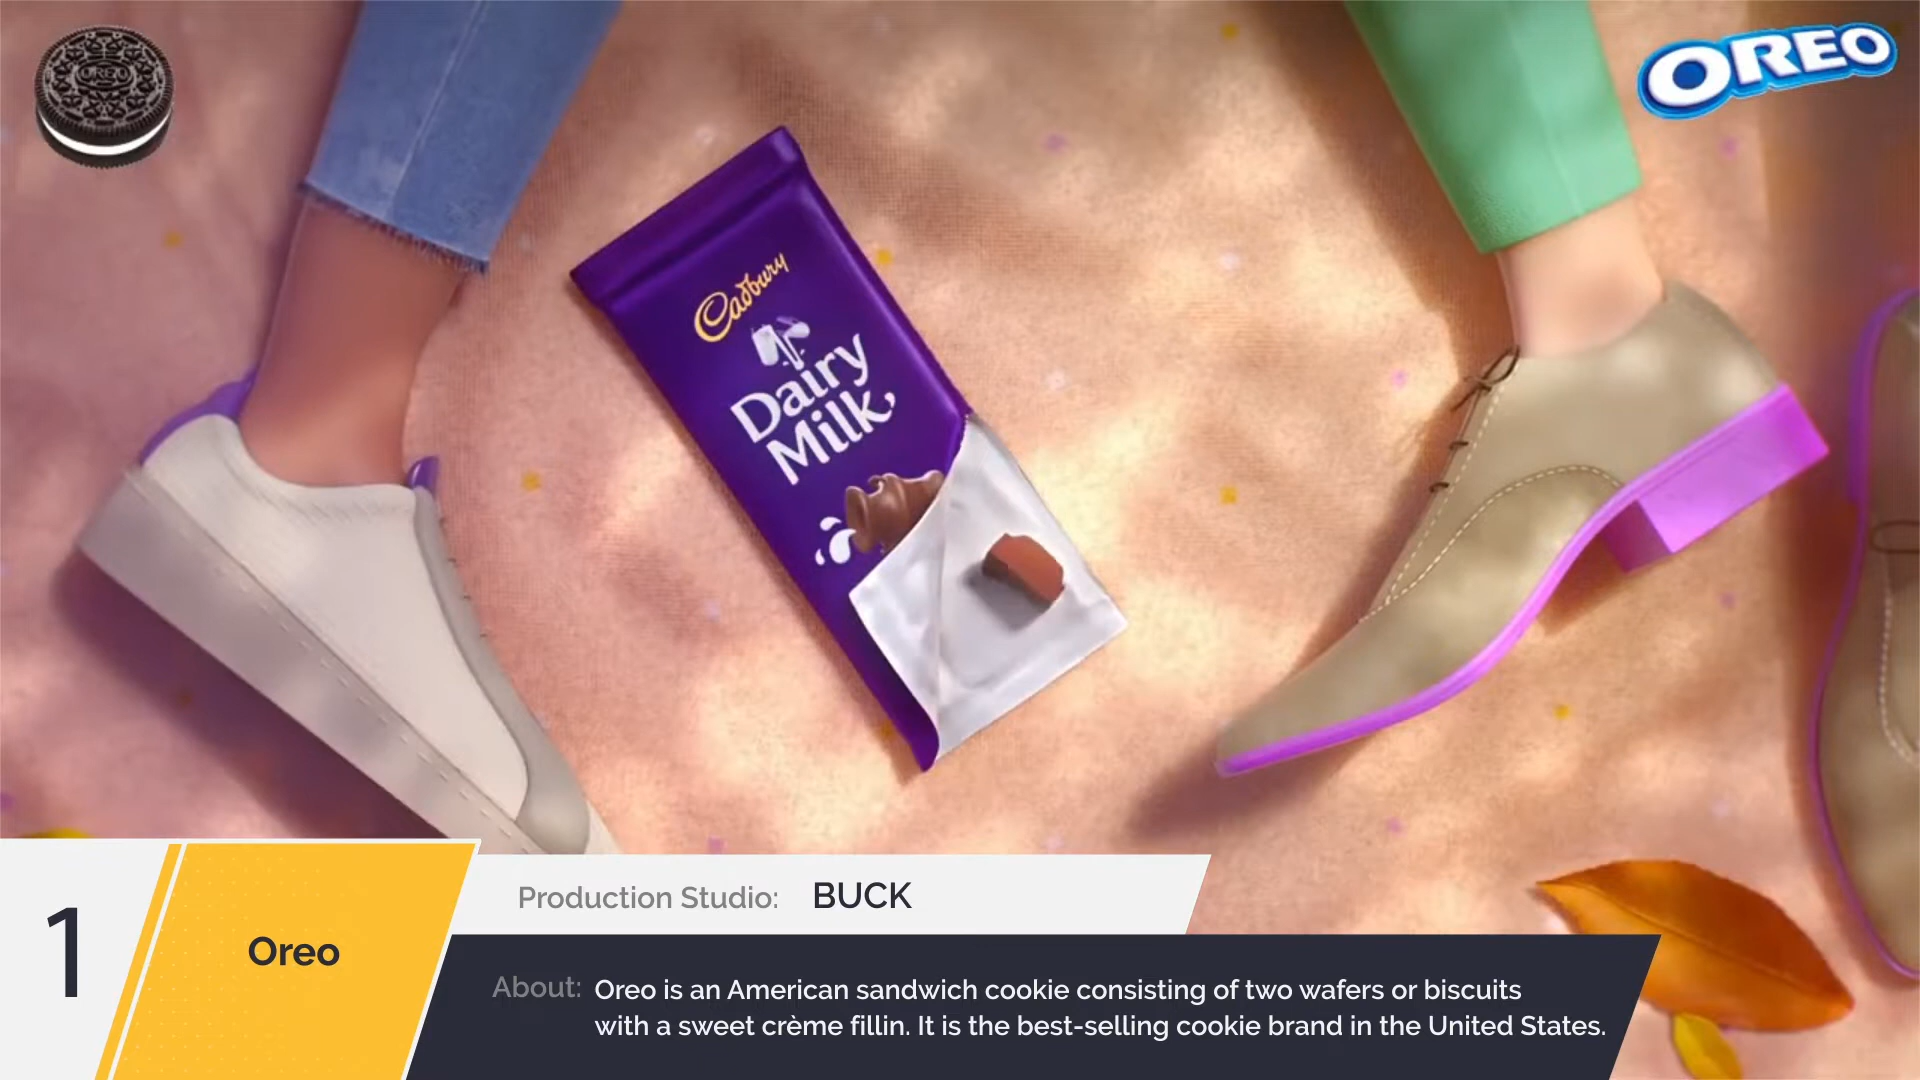 OREO
OREO
Cadbury
Dairy
Milk
1
Oreo
Production Studio: BUCK
About: Oreo is an American sandwich cookie consisting of two wafers or biscuits
with a sweet crème fillin. It is the best-selling cookie brand in the United States.